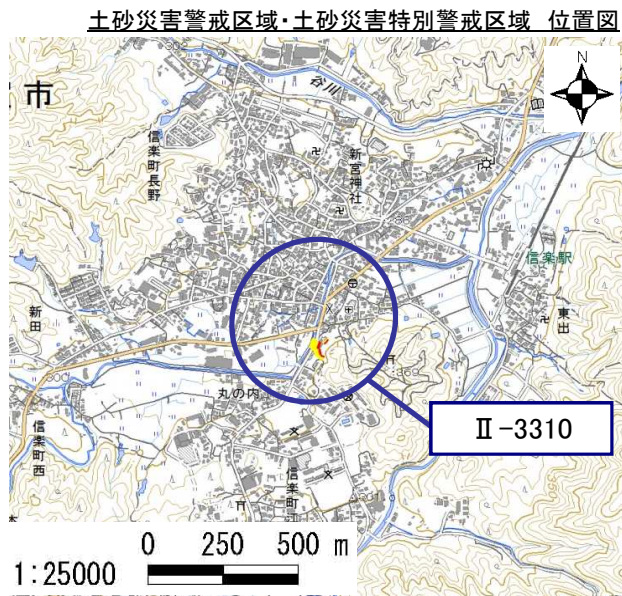 土砂災害警戒区域・土砂災害特別警戒区域 位置図
N
市
谷川
信楽町長野
新宮神社
信楽駅
新田
東出
300
369
丸の内
Ⅱ-3310
信楽町西
信楽町江
0 250 500 m
1:25000